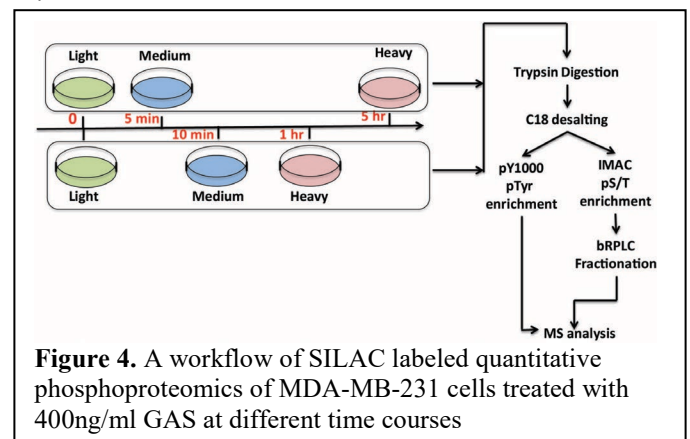 Light
Medium
Heavy
0
5 min
5 hr
10 min
1 hr
Light
Medium
Heavy
Trypsin Digestion
C18 desalting
pY1000
pTyr
enrichment
IMAC
pS/T
enrichment
bRPLC
Fractionation
MS analysis
Figure 4. A workflow of SILAC labeled quantitative
phosphoproteomics of MDA-MB-231 cells treated with
400ng/ml GAS at different time courses